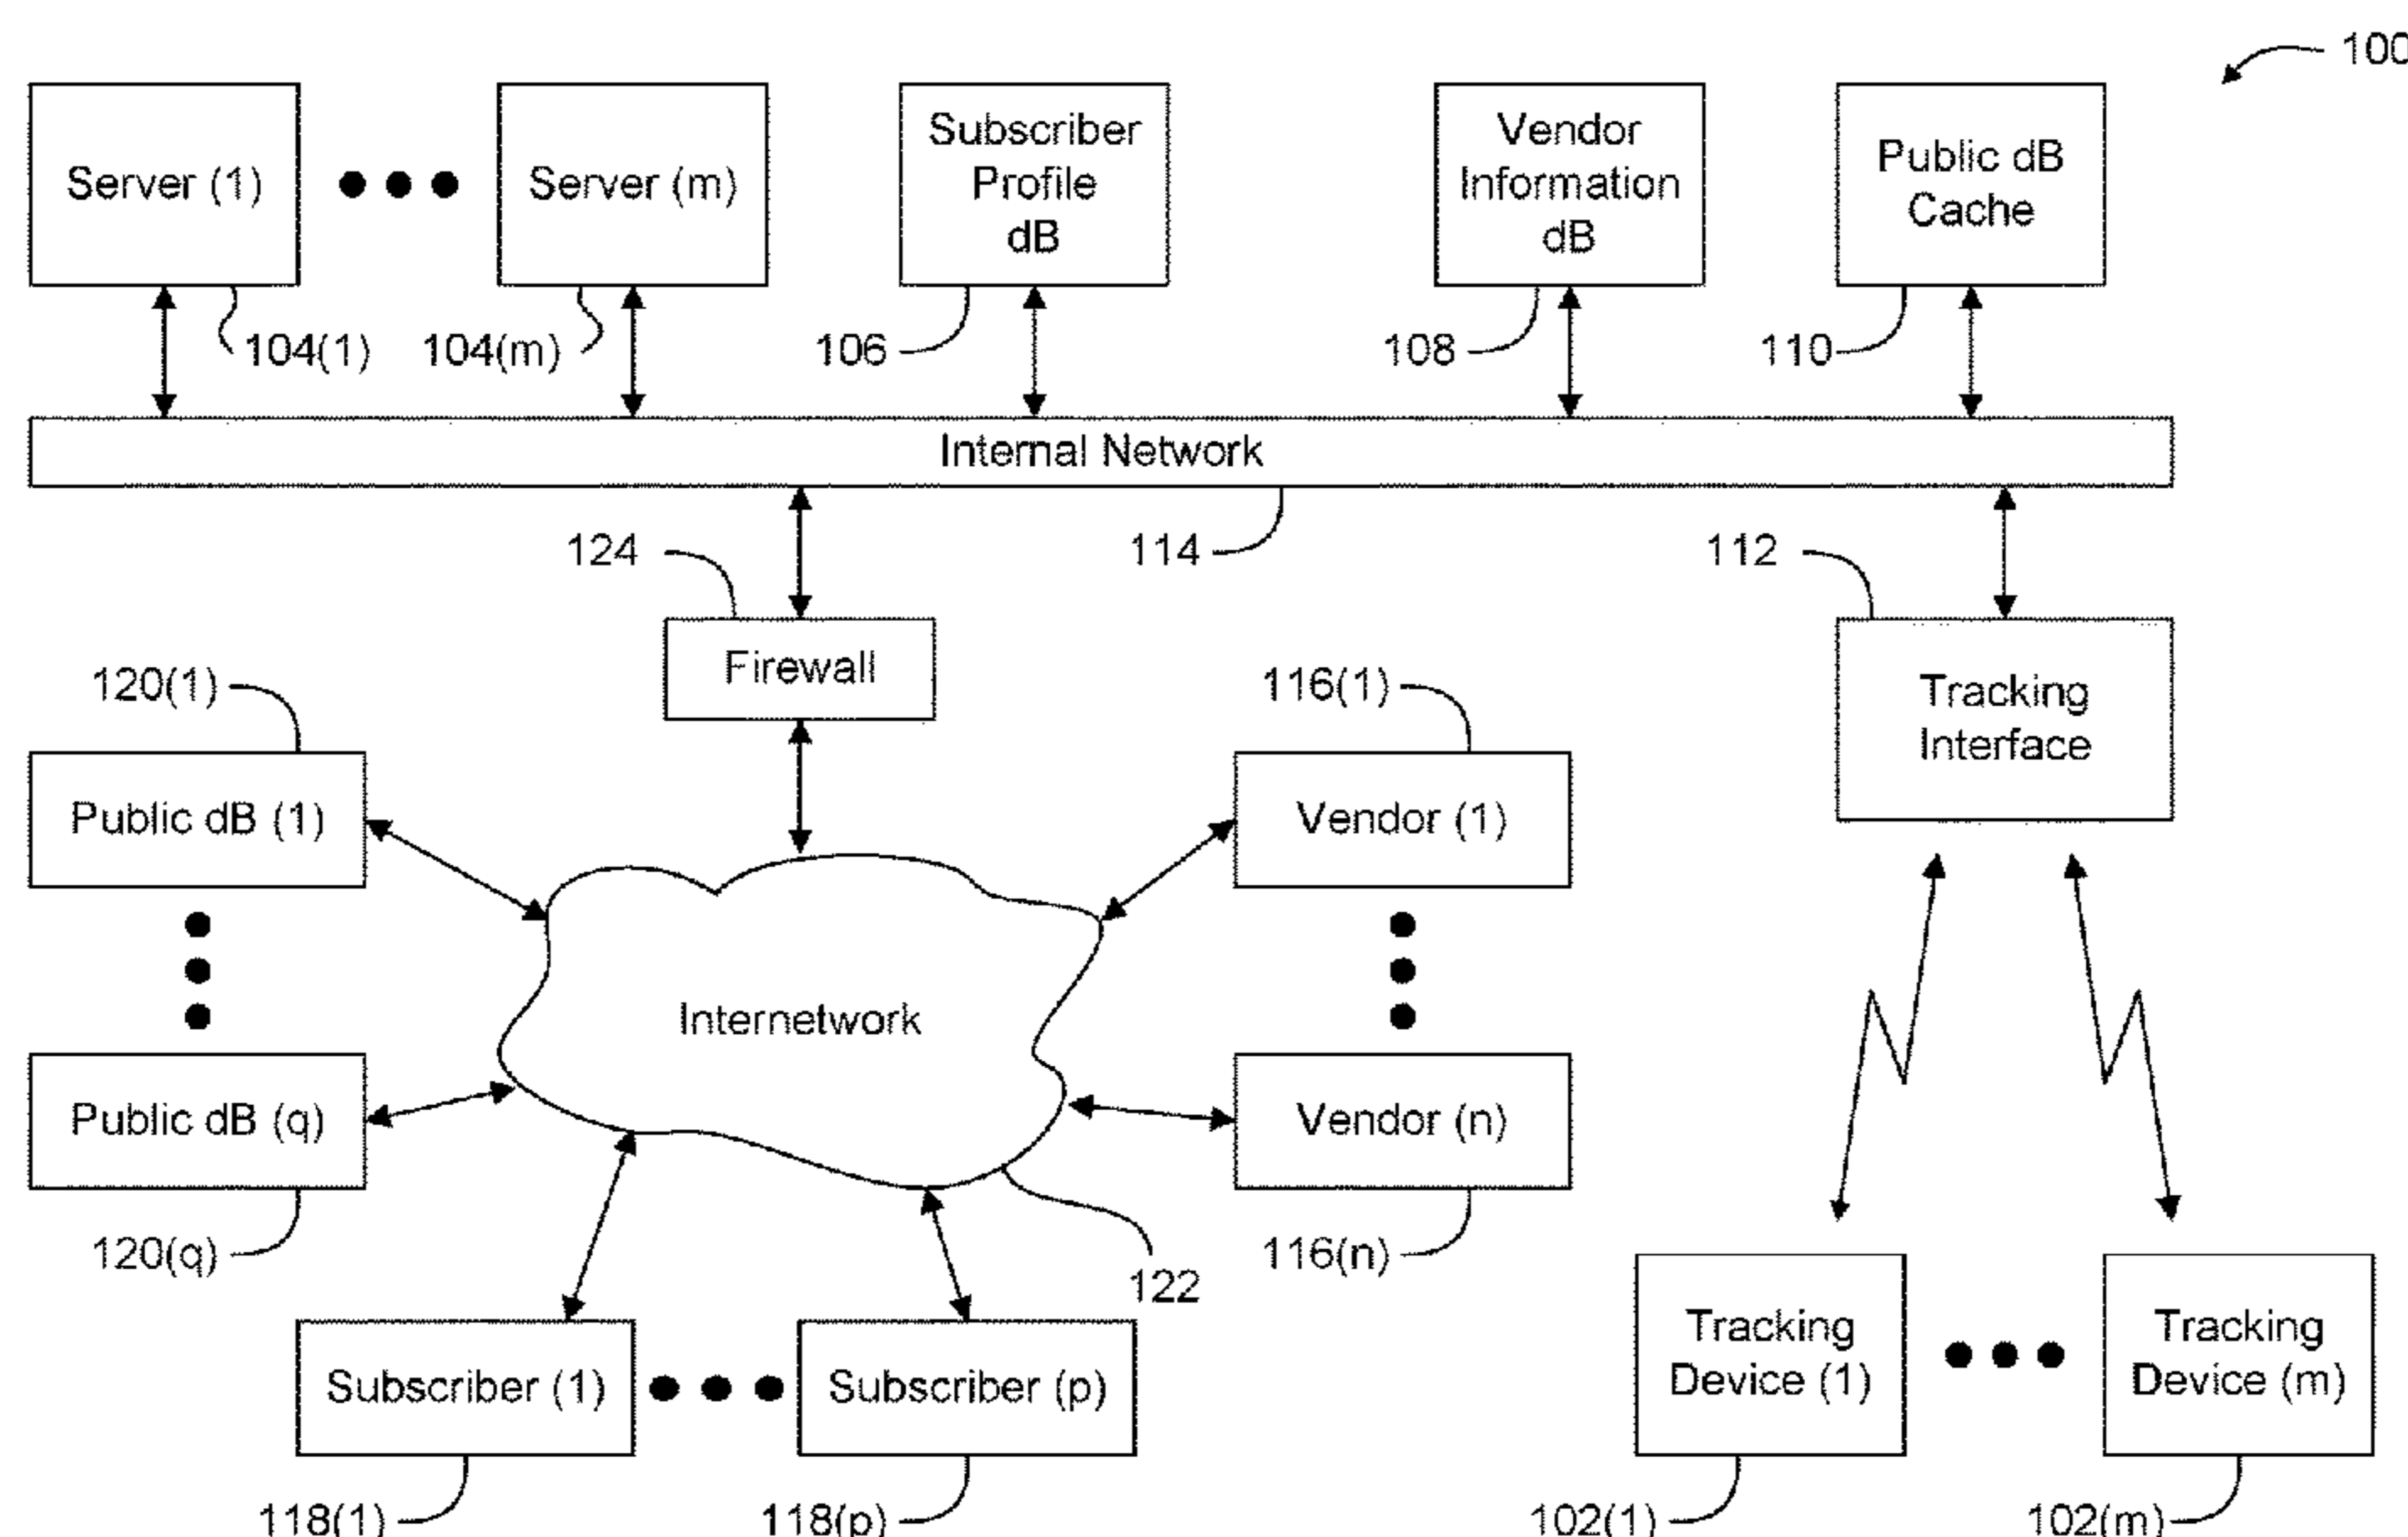 100
Server (1)
Server (m)
Subscriber
Profile
dB
Vendor
Information
dB
Public dB
Cache
104(1)
104(m)
106
108
110
Internal Network
124
114
112
Firewall
Tracking
Interface
120(1)
116(1)
Public dB (1)
Vendor (1)
Internetwork
Public dB (q)
Vendor (n)
120(q)
116(n)
122
Subscriber (1)
Subscriber (p)
Tracking
Device (1)
Tracking
Device (m)
118(1)
118(p)
102(1)
102(m)